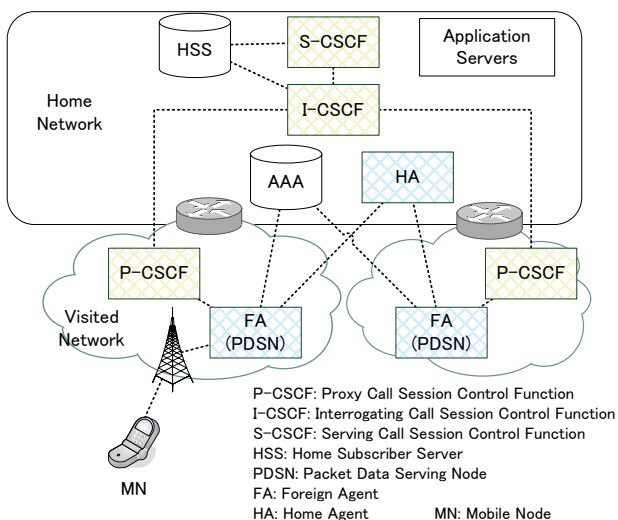 HSS
S-CSCF
Application
Servers
Home
Network
I-CSCF
AAA
HA
P-CSCF
P-CSCF
Visited
Network
FA
(PDSN)
FA
(PDSN)
MN
P-CSCF: Proxy Call Session Control Function
I-CSCF: Interrogating Call Session Control Function
S-CSCF: Serving Call Session Control Function
HSS: Home Subscriber Server
PDSN: Packet Data Serving Node
FA: Foreign Agent
HA: Home Agent MN: Mobile Node